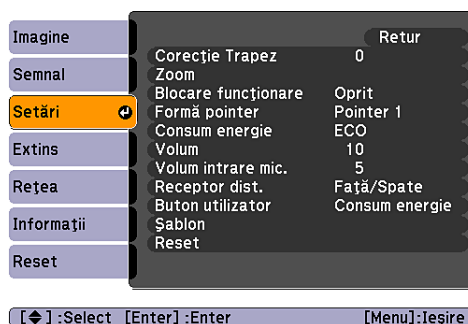 Imagine
Semnal
Setări
Extins
Reţea
Informaţii
Reset
Retur
Corecţie Trapez 0
Zoom
Blocare funcţionare Oprit
Formă pointer Pointer 1
Consum energie ECO
Volum 10
Volum intrare mic. 5
Receptor dist. Faţă/Spate
Buton utilizator Consum energie
Şablon
Reset
[ ] :Select [Enter] :Enter [Menu]:Iesire